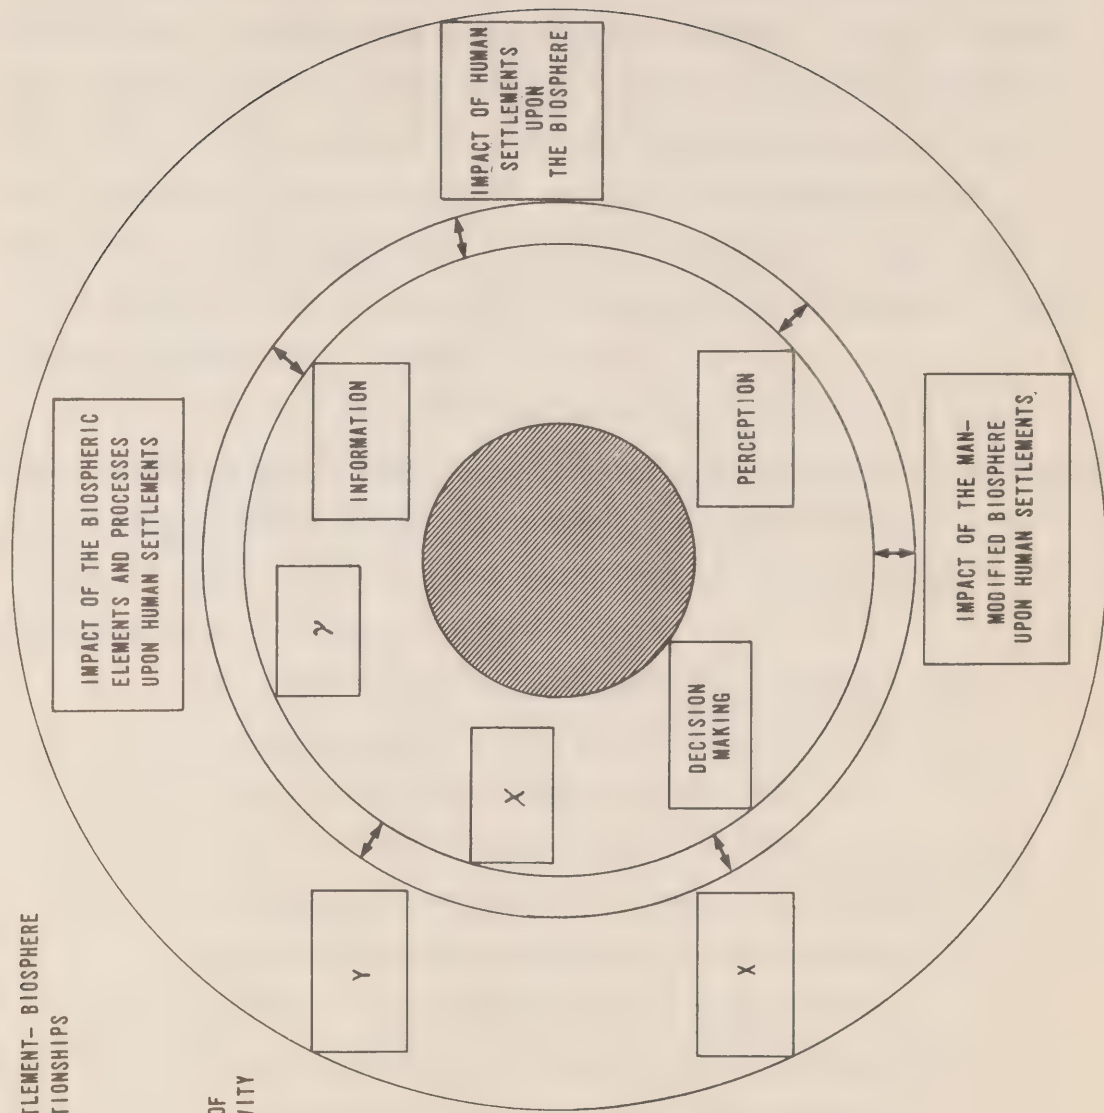 TLEMENT- BIOSPHERE
TIONSHIPS
OF
VITY
IMPACT OF THE BIOSPHERIC
ELEMENTS AND PROCESSES
UPON HUMAN SETTLEMENTS
Y
γ
INFORMATION
χ
IMPACT OF HUMAN
SETTLEMENTS
UPON
THE BIOSPHERE
X
DECISION
MAKING
PERCEPTION
IMPACT OF THE MAN-
MODIFIED BIOSPHERE
UPON HUMAN SETTLEMENTS.